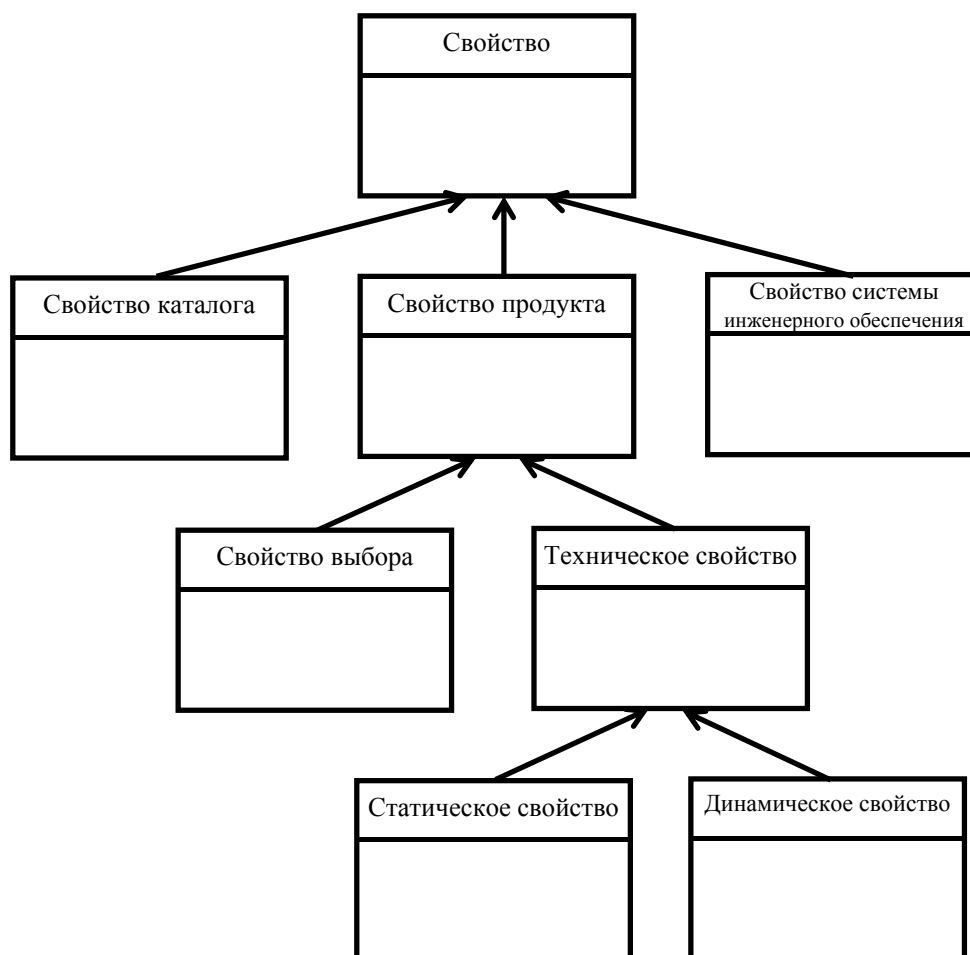 Свойство
Свойство каталога
Свойство продукта
Свойство системы
инженерного обеспечения
Свойство выбора
Техническое свойство
Статическое свойство
Динамическое свойство